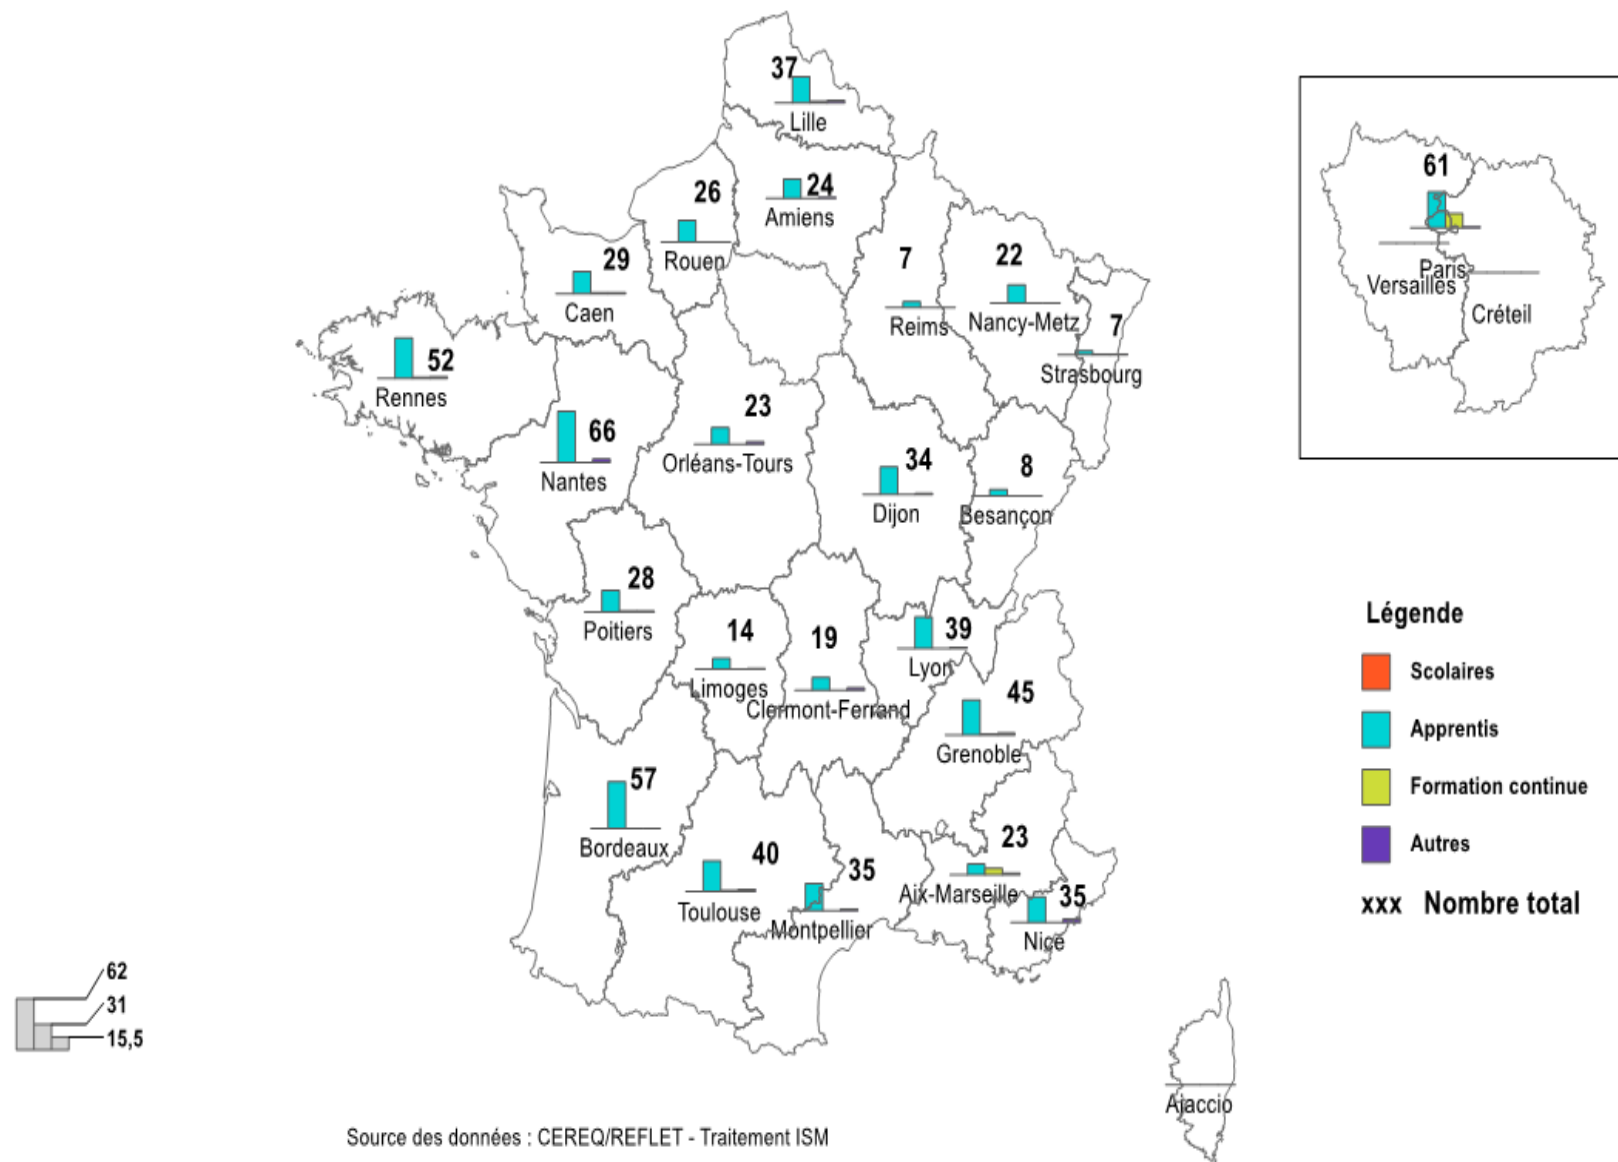 37
Lille
61
26
24
Amiens
Rouen
29
Caen
7
Reims
22
Nancy-Metz
7
Strasbourg
Paris
Versailles
Créteil
52
Rennes
66
Nantes
23
Orléans-Tours
34
Dijon
8
Besançon
28
Poitiers
14
Limoges
19
Clermont-Ferrand
39
Lyon
45
Grenoble
Légende
Scolaires
Apprentis
Formation continue
Autres
xxx Nombre total
57
Bordeaux
40
Toulouse
35
Montpellier
23
Aix-Marseille
35
Nice
62
31
15,5
Ajaccio
Source des données : CEREQ/REFLET - Traitement ISM